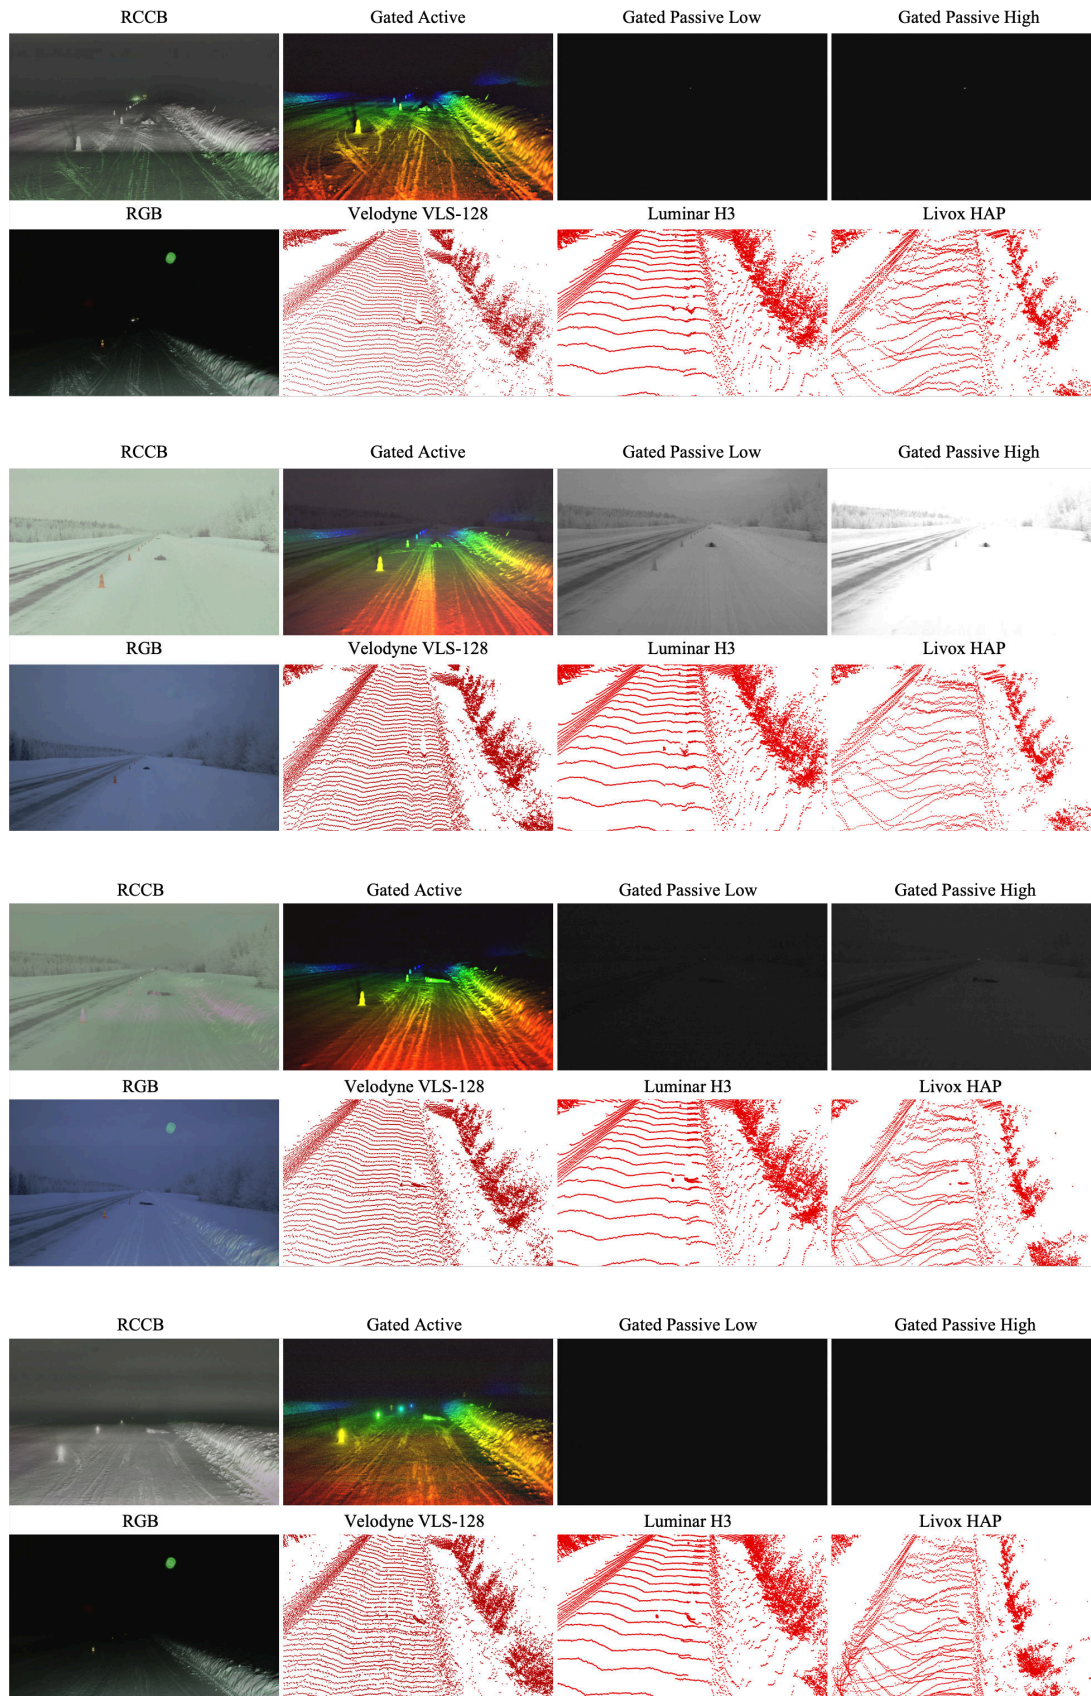 RCCB Gated Active Gated Passive Low Gated Passive High
RGB Velodyne VLS-128 Luminar H3 Livox HAP
RCCB Gated Active Gated Passive Low Gated Passive High
RGB Velodyne VLS-128 Luminar H3 Livox HAP
RCCB Gated Active Gated Passive Low Gated Passive High
RGB Velodyne VLS-128 Luminar H3 Livox HAP
RCCB Gated Active Gated Passive Low Gated Passive High
RGB Velodyne VLS-128 Luminar H3 Livox HAP